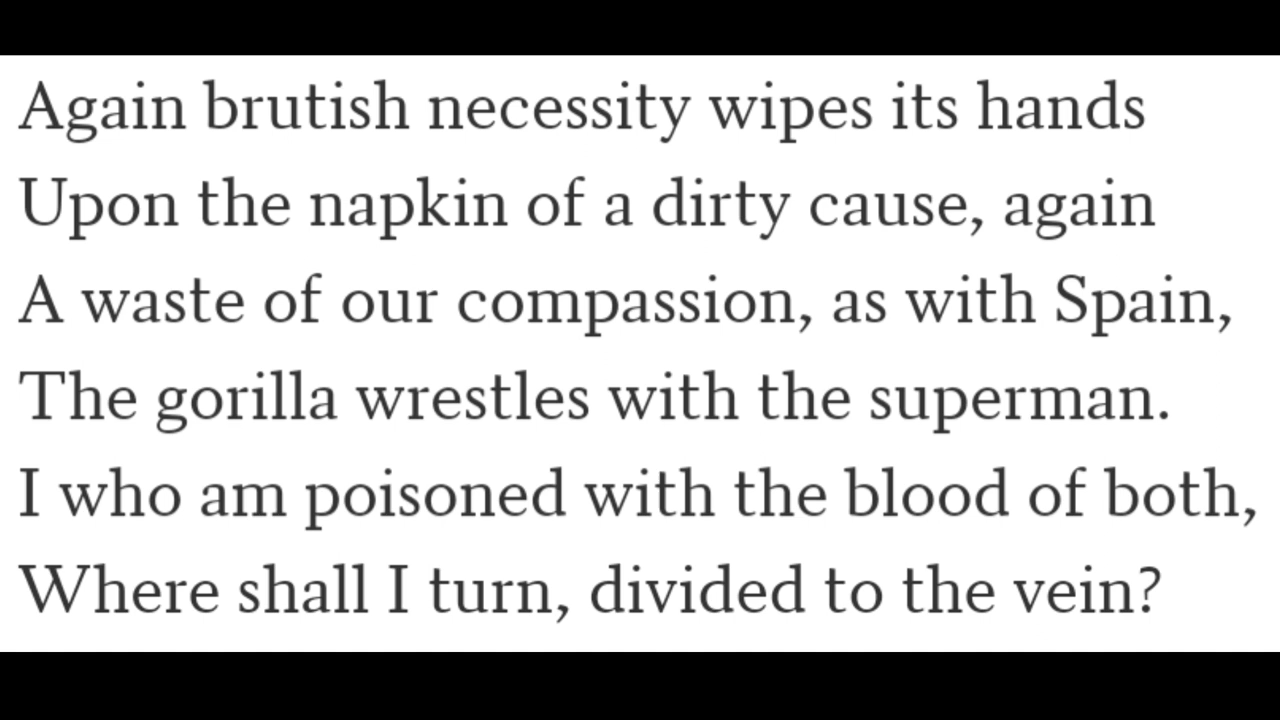 Again brutish necessity wipes its hands
Upon the napkin of a dirty cause, again
A waste of our compassion, as with Spain,
The gorilla wrestles with the superman.
I who am poisoned with the blood of both,
Where shall I turn, divided to the vein?